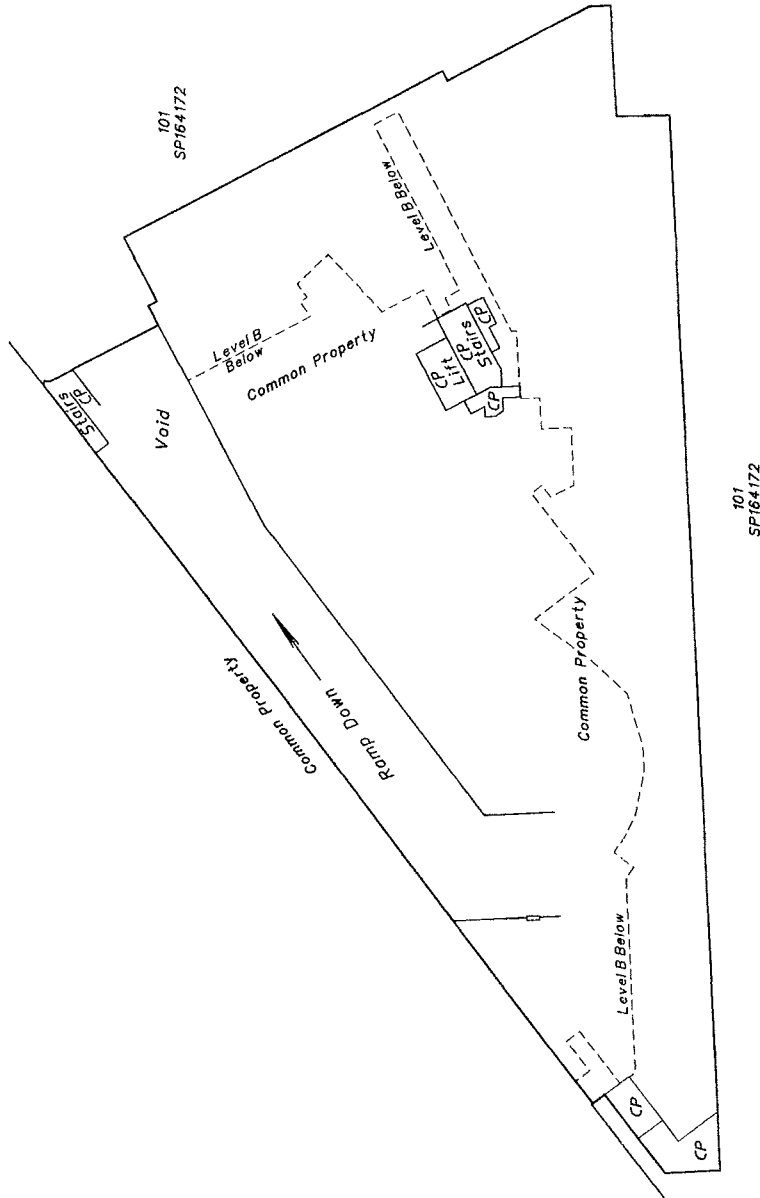 101
SP164172
Level B Below
Level B
Below
Common Property
CP
Lift
CP
Stairs
CP
CP
Stairs
CP
Void
101
SP164172
Common Property
Ramp Down
Common Property
Level B Below
CP
CP